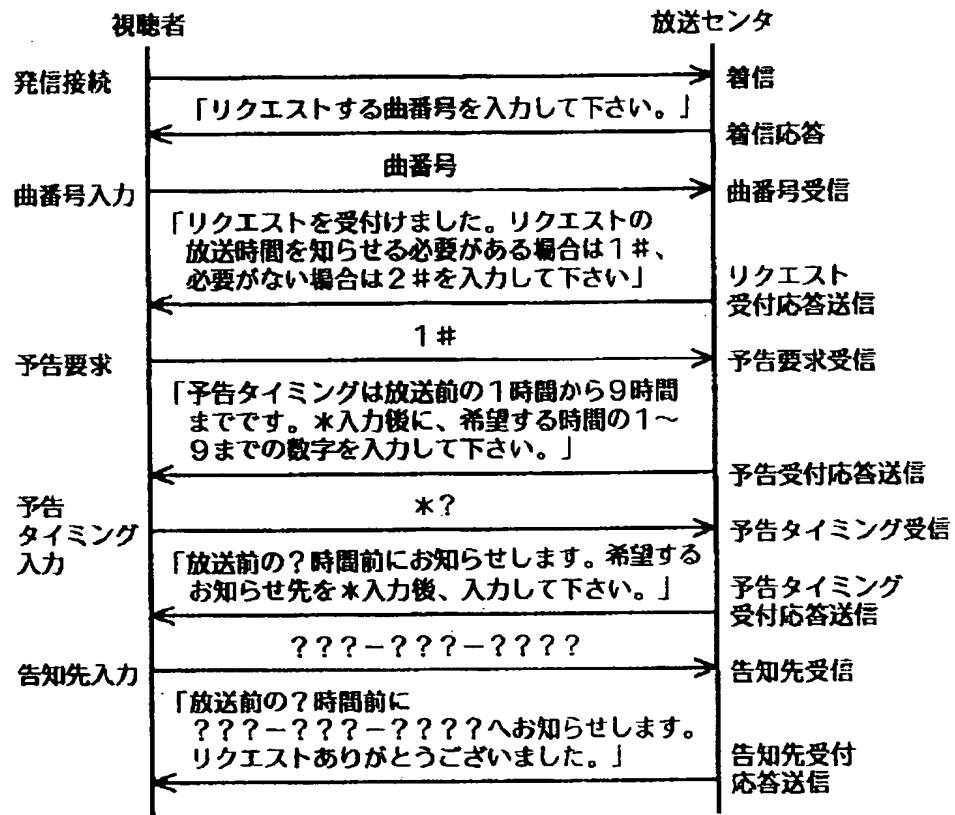 視聴者
放送センタ
発信接続
着信
「リクエストする曲番号を入力して下さい。」
着信応答
曲番号
曲番号入力
曲番号受信
「リクエストを受付けました。リクエストの
放送時間を知らせる必要がある場合は1#、
必要がない場合は2#を入力して下さい」
リクエスト
受付応答送信
1#
予告要求
予告要求受信
「予告タイミングは放送前の1時間から9時間
までです。*入力後に、希望する時間の1～
9までの数字を入力して下さい。」
予告受付応答送信
*?
予告
タイミング
入力
予告タイミング受信
「放送前の?時間前にお知らせします。希望する
お知らせ先を*入力後、入力して下さい。」
予告タイミング
受付応答送信
???-???-????
告知先入力
告知先受信
「放送前の?時間前に
???-???-????へお知らせします。
リクエストありがとうございました。」
告知先受付
応答送信